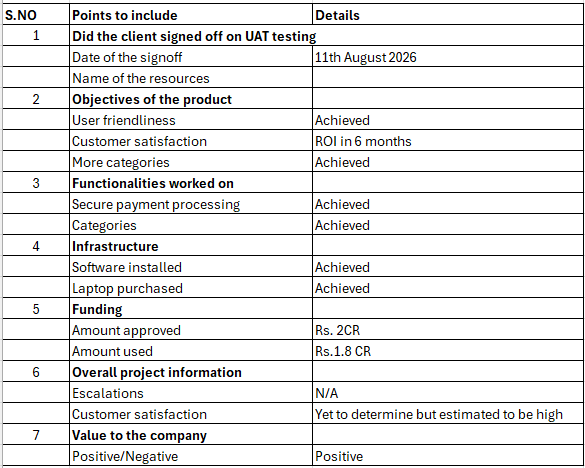 S.NO Points to include Details
1 Did the client signed off on UAT testing
Date of the signoff 11th August 2026
Name of the resources
2 Objectives of the product
User friendliness Achieved
Customer satisfaction ROI in 6 months
More categories Achieved
3 Functionalities worked on
Secure payment processing Achieved
Categories Achieved
4 Infrastructure
Software installed Achieved
Laptop purchased Achieved
5 Funding
Amount approved Rs. 2CR
Amount used Rs.1.8 CR
6 Overall project information
Escalations N/A
Customer satisfaction Yet to determine but estimated to be high
7 Value to the company
Positive/Negative Positive